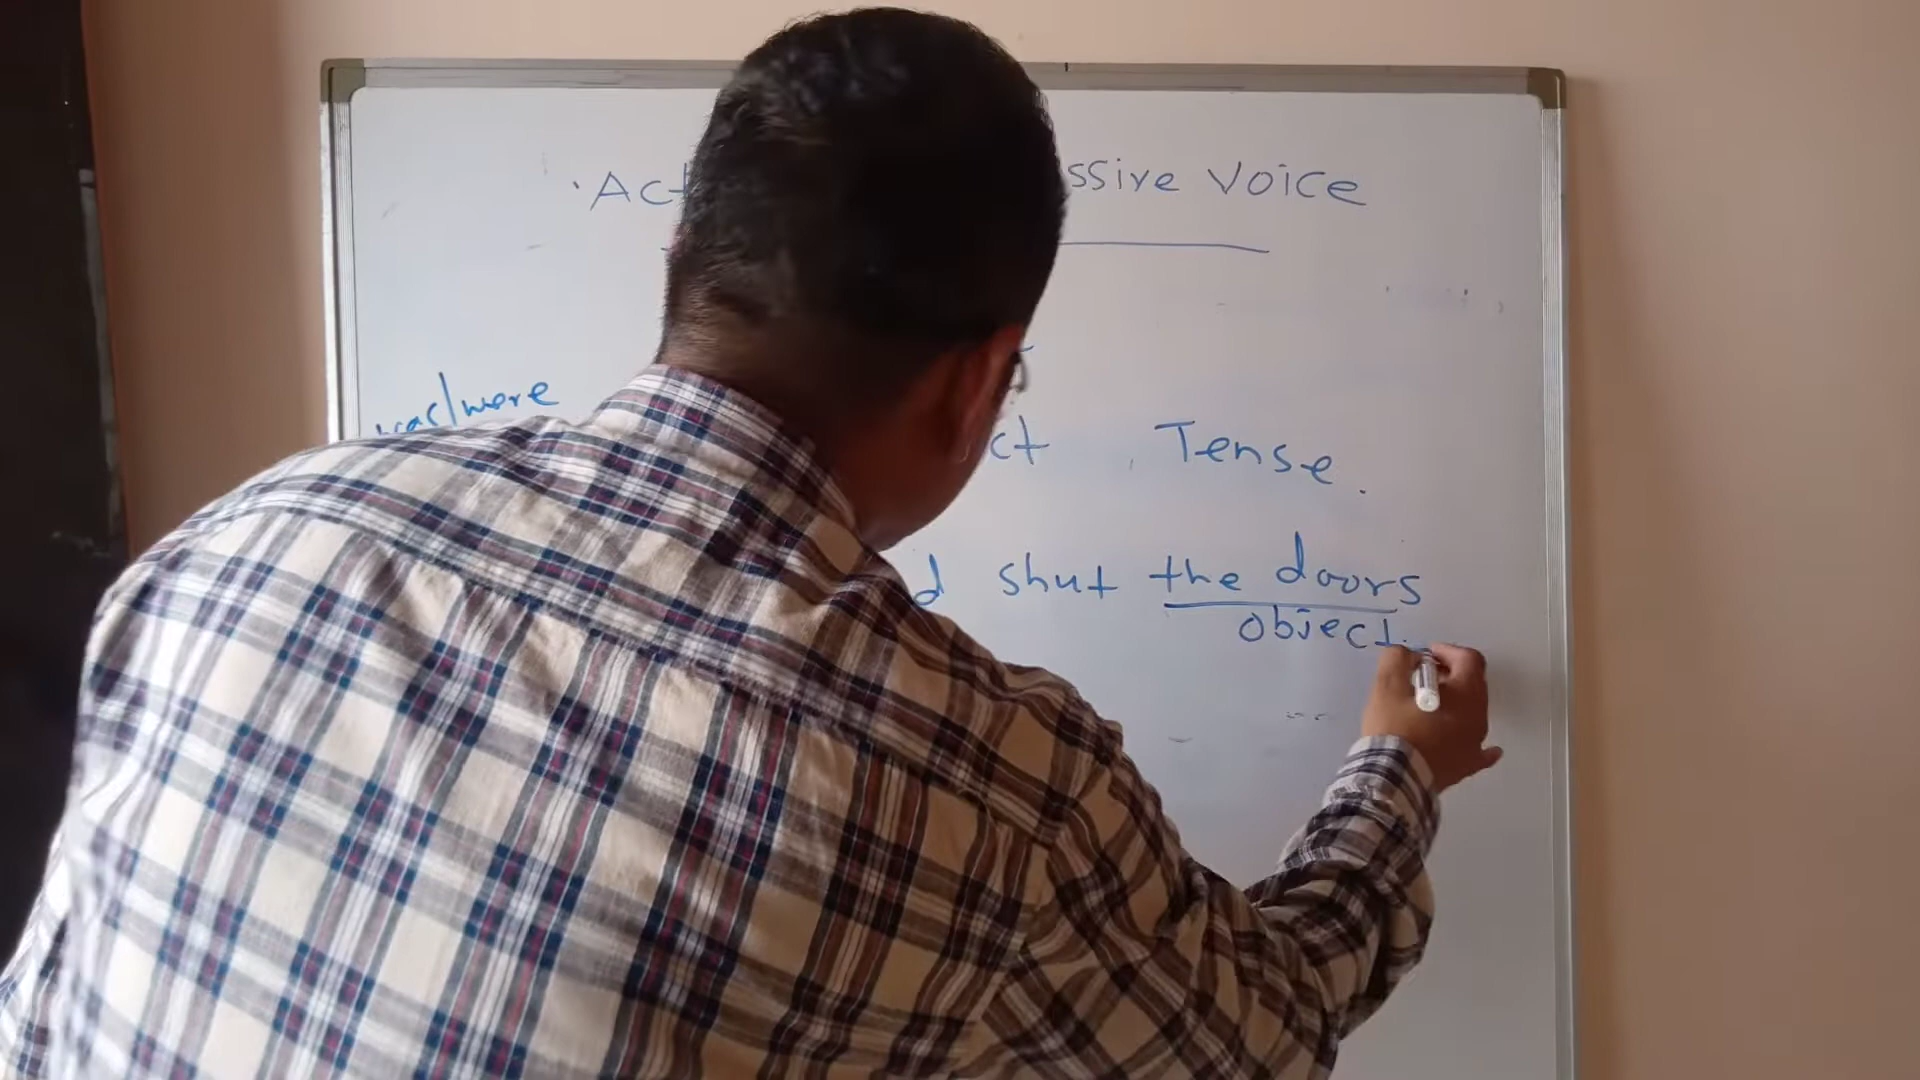 Act ssive Voice
was/were
ct Tense.
d shut the doors
object